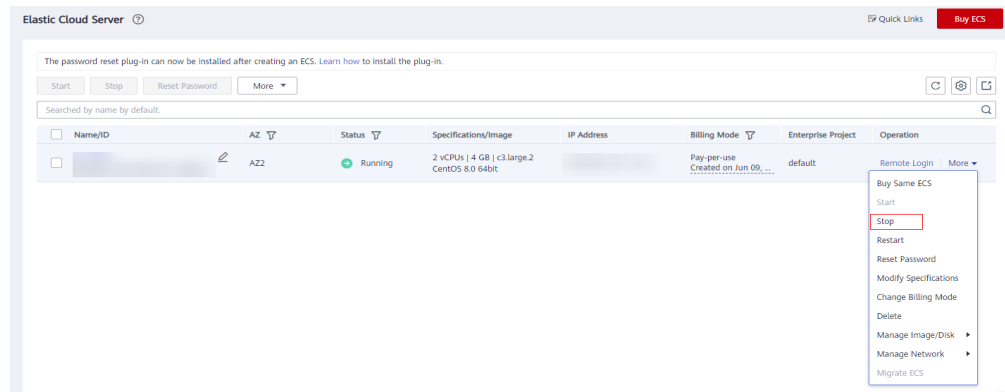 Elastic Cloud Server
Quick Links
Buy ECS
The password reset plug-in can now be installed after creating an ECS. Learn how to install the plug-in.
Start Stop Reset Password More
Searched by name by default.
Name/ID AZ Status Specifications/Image IP Address Billing Mode Enterprise Project Operation
AZ2 Running 2 vCPUs | 4 GB | c3.large.2 Pay-per-use default Remote Login More
CentOS 8.0 64bit Created on Jun 09, ...
Buy Same ECS
Start
Stop
Restart
Reset Password
Modify Specifications
Change Billing Mode
Delete
Manage Image/Disk
Manage Network
Migrate ECS